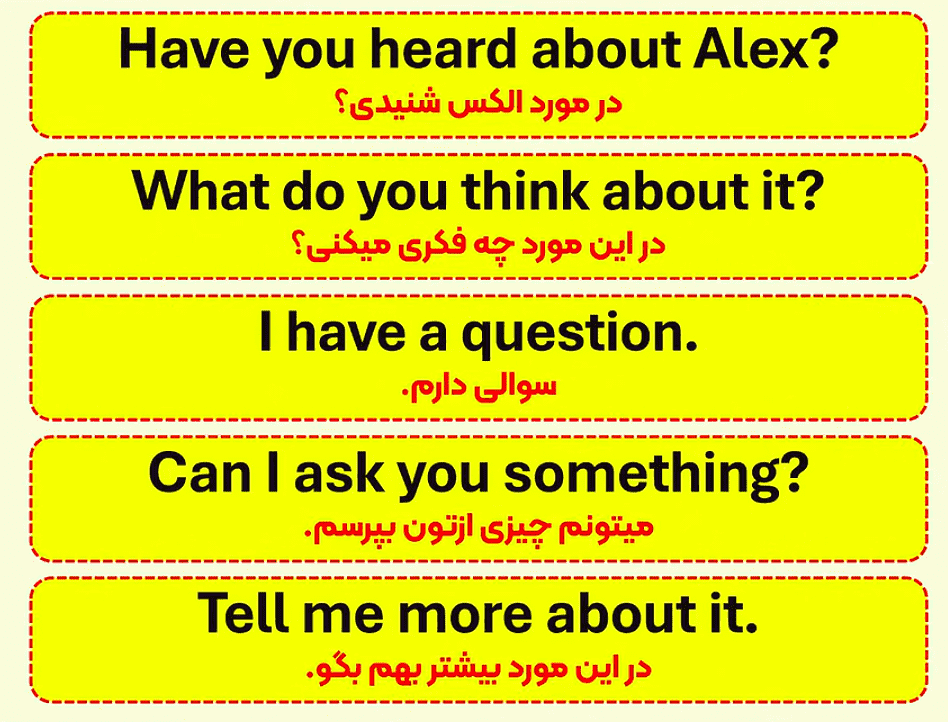 Have you heard about Alex?
در مورد الکس شنیدی؟
What do you think about it?
در این مورد چه فکری میکنی؟
I have a question.
سوالی دارم.
Can I ask you something?
میتونم چیزی ازتون بپرسم.
Tell me more about it.
در این مورد بیشتر بهم بگو.